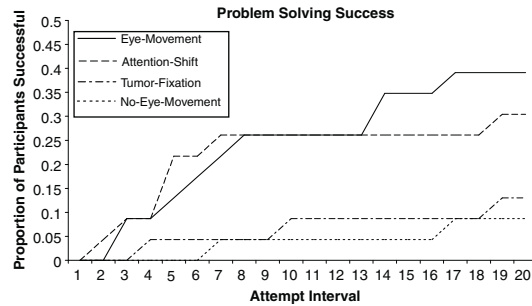 Problem Solving Success
Proportion of Participants Successful
0.5
0.45
0.4
0.35
0.3
0.25
0.2
0.15
0.1
0.05
0
Eye-Movement
Attention-Shift
Tumor-Fixation
No-Eye-Movement
1 2 3 4 5 6 7 8 9 10 11 12 13 14 15 16 17 18 19 20
Attempt Interval